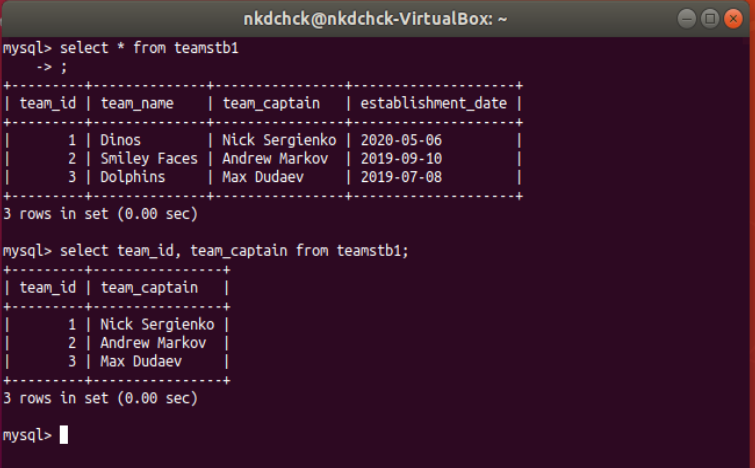 nkdchck@nkdchck-VirtualBox: ~
mysql> select * from teamstb1
    -> ;
+---------+--------------+----------------+--------------------+
| team_id | team_name    | team_captain   | establishment_date |
+---------+--------------+----------------+--------------------+
|       1 | Dinos        | Nick Sergienko | 2020-05-06         |
|       2 | Smiley Faces | Andrew Markov  | 2019-09-10         |
|       3 | Dolphins     | Max Dudaev     | 2019-07-08         |
+---------+--------------+----------------+--------------------+
3 rows in set (0.00 sec)
mysql> select team_id, team_captain from teamstb1;
+---------+----------------+
| team_id | team_captain   |
+---------+----------------+
|       1 | Nick Sergienko |
|       2 | Andrew Markov  |
|       3 | Max Dudaev     |
+---------+----------------+
3 rows in set (0.00 sec)
mysql>